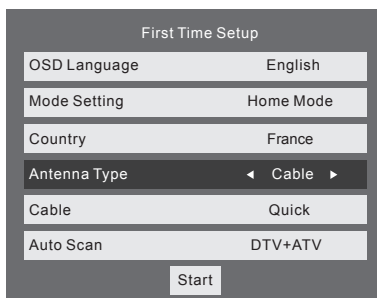 First Time Setup
OSD Language English
Mode Setting Home Mode
Country France
Antenna Type ◄ Cable ►
Cable Quick
Auto Scan DTV+ATV
Start